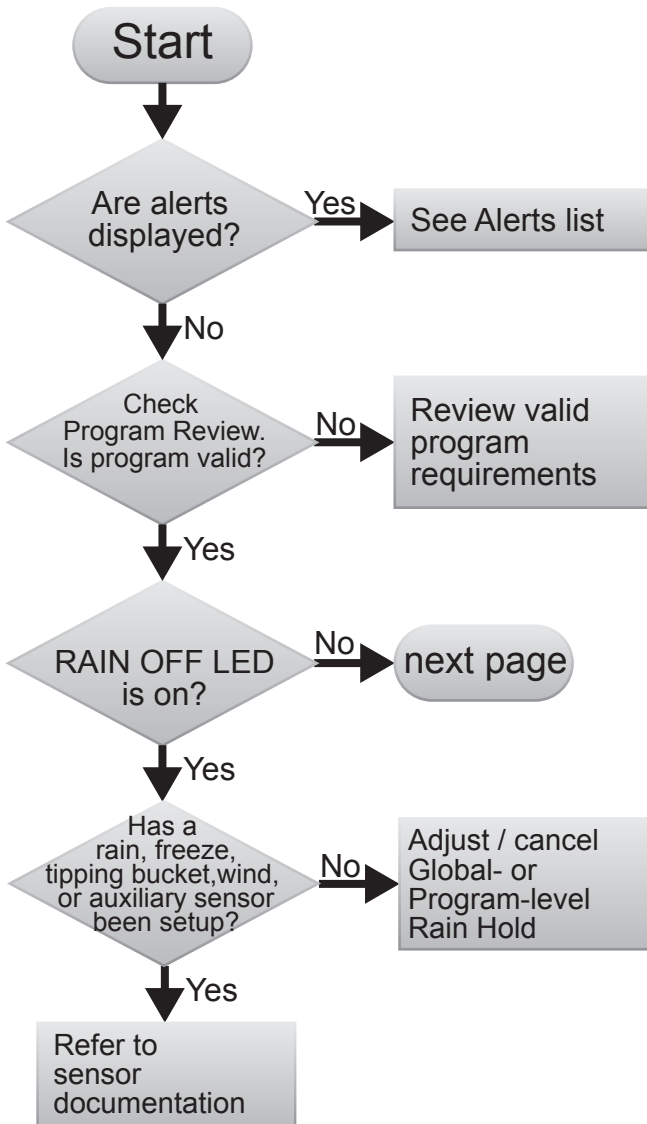 Start
Are alerts
displayed?
Yes
See Alerts list
No
Check
Program Review.
Is program valid?
No
Review valid
program
requirements
Yes
RAIN OFF LED
is on?
No
next page
Yes
Has a
rain, freeze,
tipping bucket,wind,
or auxiliary sensor
been setup?
No
Adjust / cancel
Global- or
Program-level
Rain Hold
Yes
Refer to
sensor
documentation